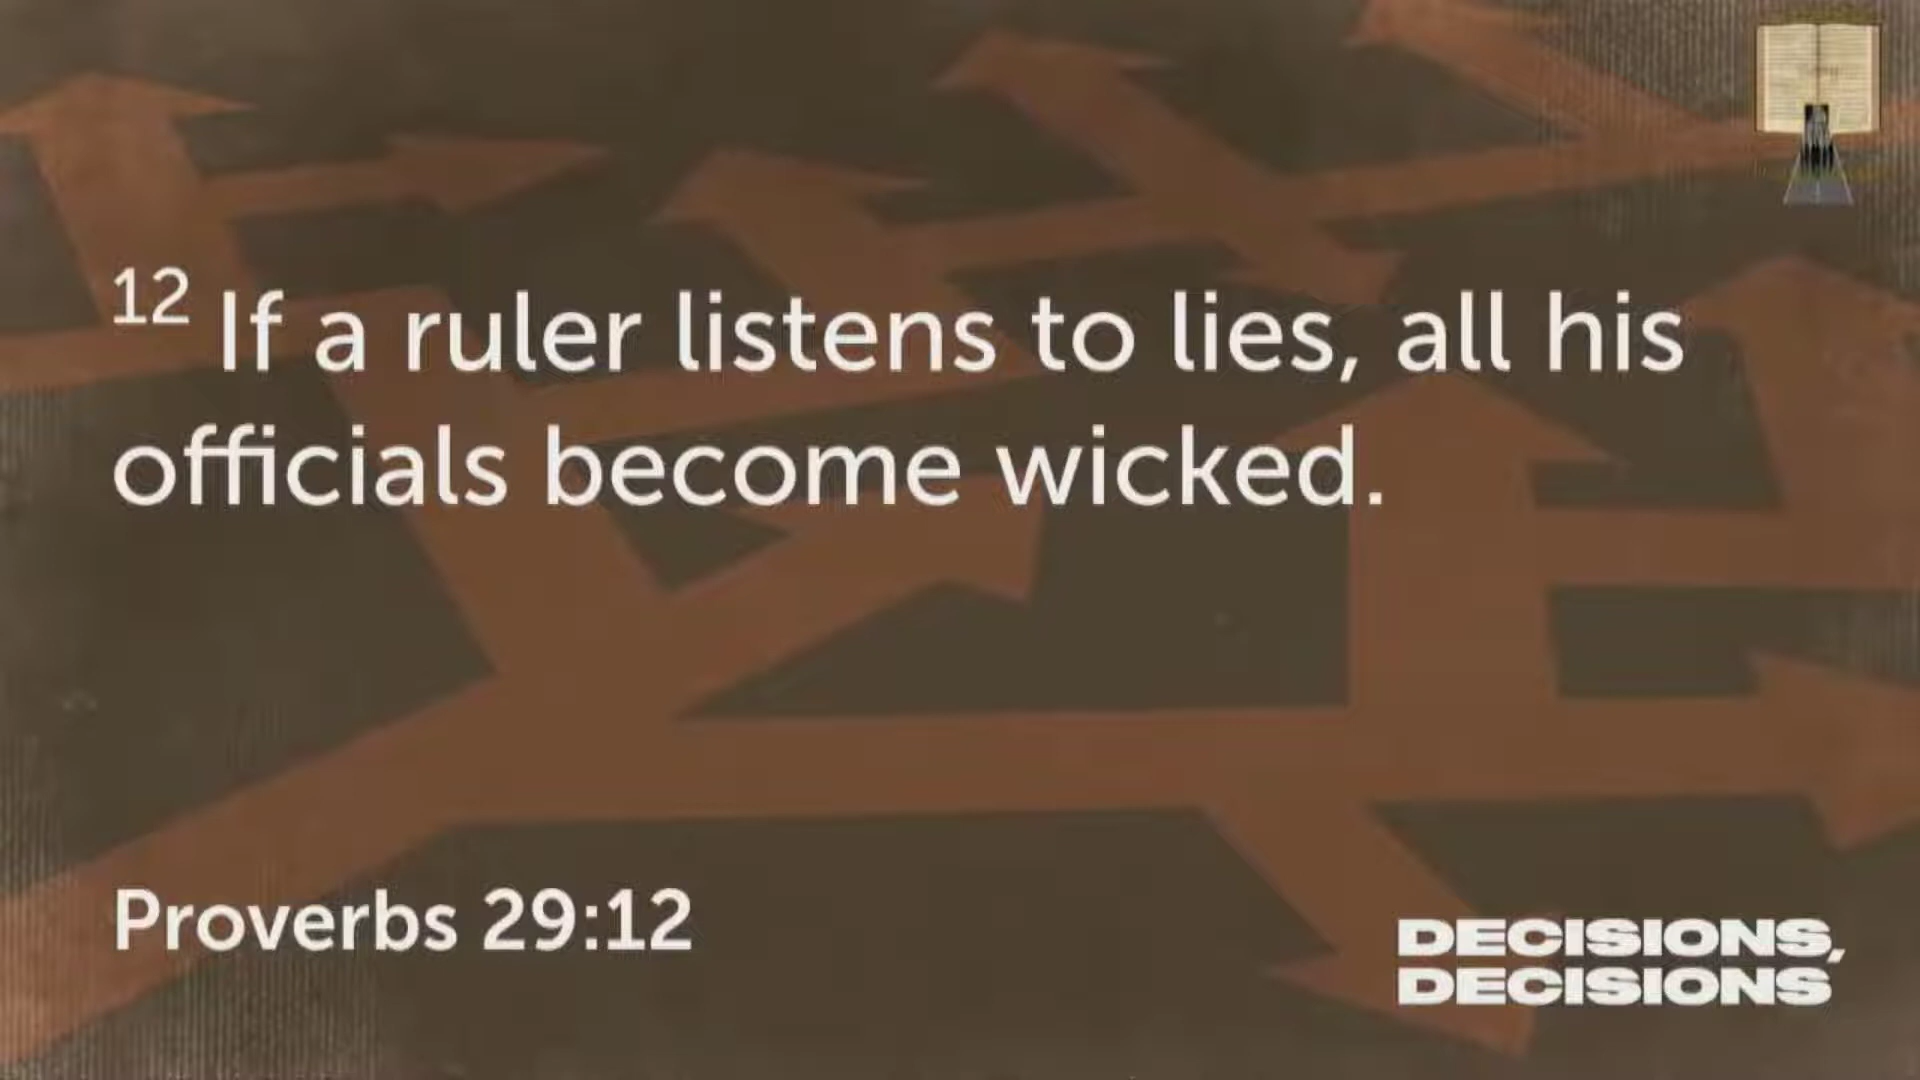 12 If a ruler listens to lies, all his
officials become wicked.
Proverbs 29:12
DECISIONS,
DECISIONS